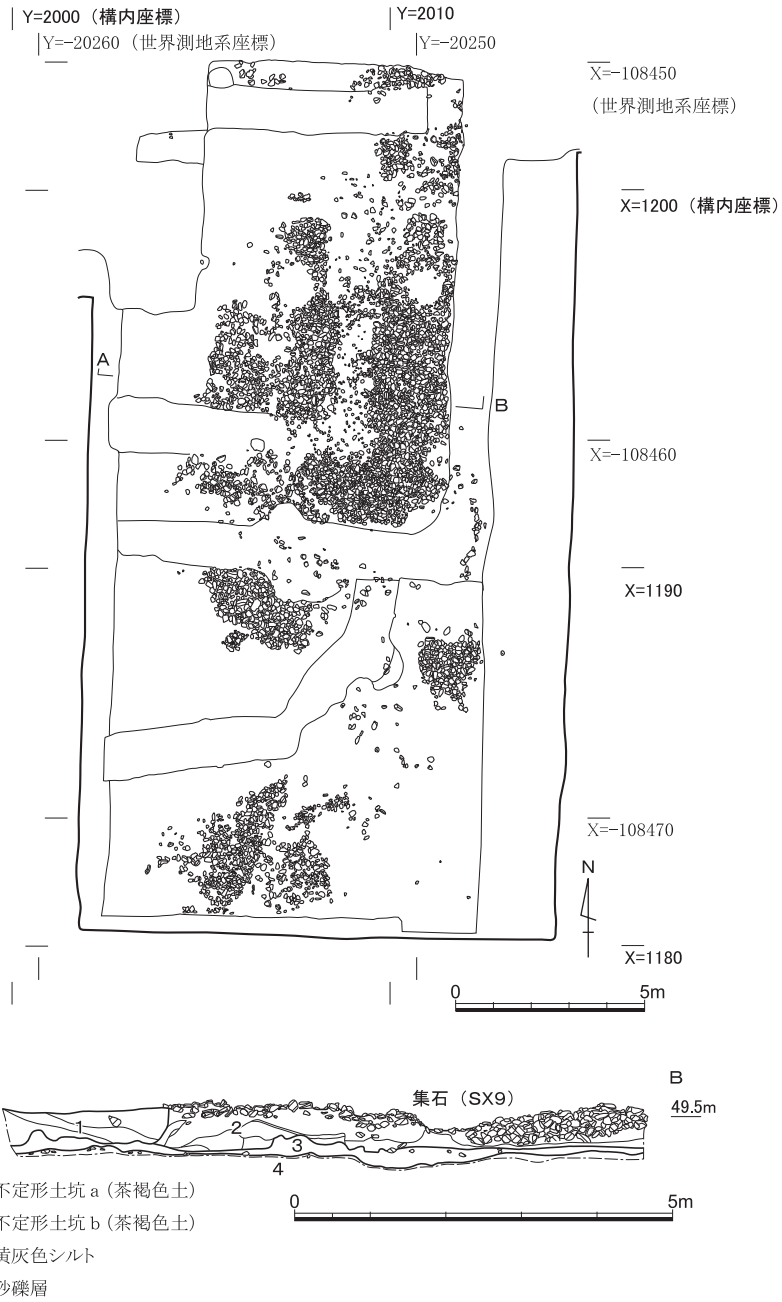 Y=2000（構内座標）
Y=2010
Y=-20260（世界測地系座標）
Y=-20250
X=-108450
（世界測地系座標）
X=1200（構内座標）
A
B
X=-108460
X=1190
X=-108470
N
X=1180
0 5m
B
集石（SX9）
49.5m
1
2
3
4
不定形土坑a（茶褐色土）
不定形土坑b（茶褐色土）
黄灰色シルト
砂礫層
0 5m